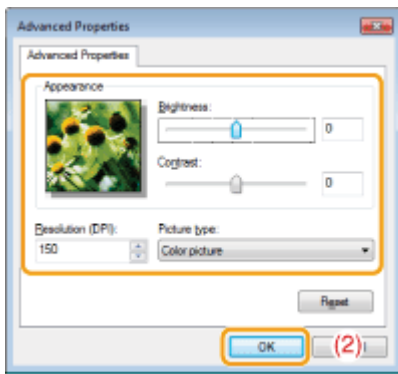 Advanced Properties
Advanced Properties
Appearance
Brightness:
0
Contrast:
0
Resolution (DPI):
Picture type:
150
Color picture
Reset
OK
(2)